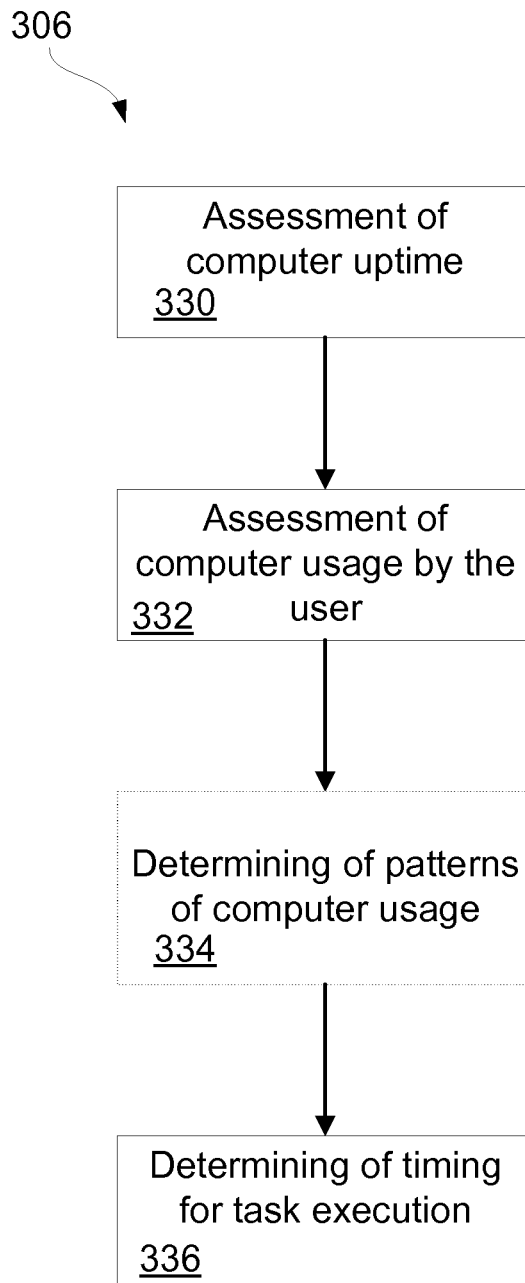 306
Assessment of
computer uptime
330
Assessment of
computer usage by the
user
332
Determining of patterns
of computer usage
334
Determining of timing
for task execution
336